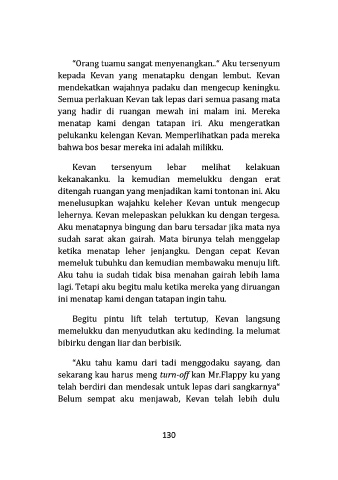 "Orang tuamu sangat menyenangkan.." Aku tersenyum
kepada Kevan yang menatapku dengan lembut. Kevan
mendekatkan wajahnya padaku dan mengecup keningku.
Semua perlakuan Kevan tak lepas dari semua pasang mata
yang hadir di ruangan mewah ini malam ini. Mereka
menatap kami dengan tatapan iri. Aku mengeratkan
pelukanku kelengan Kevan. Memperlihatkan pada mereka
bahwa bos besar mereka ini adalah milikku.
Kevan tersenyum lebar melihat kelakuan
kekanakanku. Ia kemudian memelukku dengan erat
ditengah ruangan yang menjadikan kami tontonan ini. Aku
menelusupkan wajahku keleher Kevan untuk mengecup
lehernya. Kevan melepaskan pelukkan ku dengan tergesa.
Aku menatapnya bingung dan baru tersadar jika mata nya
sudah sarat akan gairah. Mata birunya telah menggelap
ketika menatap leher jenjangku. Dengan cepat Kevan
memeluk tubuhku dan kemudian membawaku menuju lift.
Aku tahu ia sudah tidak bisa menahan gairah lebih lama
lagi. Tetapi aku begitu malu ketika mereka yang diruangan
ini menatap kami dengan tatapan ingin tahu.
Begitu pintu lift telah tertutup, Kevan langsung
memelukku dan menyudutkan aku kedinding. Ia melumat
bibirku dengan liar dan berbisik.
"Aku tahu kamu dari tadi menggodaku sayang, dan
sekarang kau harus meng turn-off kan Mr.Flappy ku yang
telah berdiri dan mendesak untuk lepas dari sangkarnya"
Belum sempat aku menjawab, Kevan telah lebih dulu
130